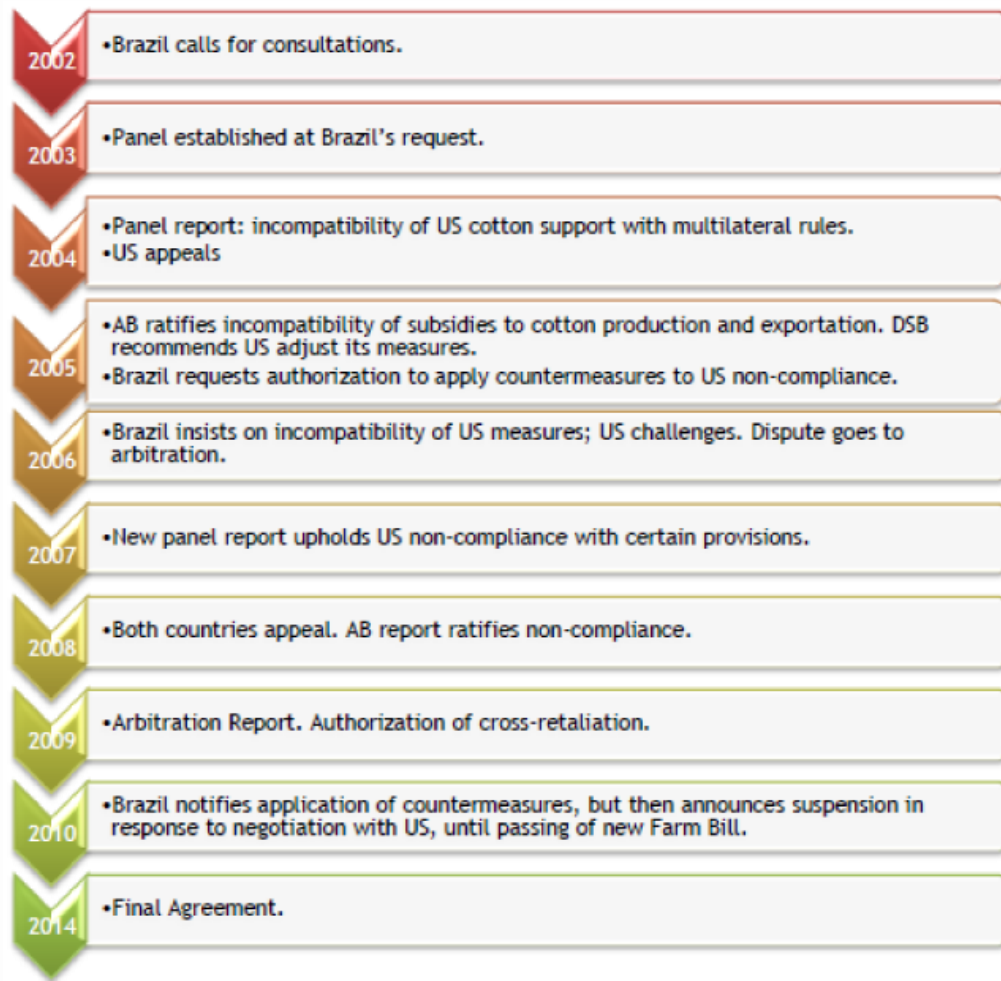 2002
•Brazil calls for consultations.
2003
•Panel established at Brazil's request.
2004
•Panel report: incompatibility of US cotton support with multilateral rules.
•US appeals
2005
•AB ratifies incompatibility of subsidies to cotton production and exportation. DSB
recommends US adjust its measures.
•Brazil requests authorization to apply countermeasures to US non-compliance.
2006
•Brazil insists on incompatibility of US measures; US challenges. Dispute goes to
arbitration.
2007
•New panel report upholds US non-compliance with certain provisions.
2008
•Both countries appeal. AB report ratifies non-compliance.
2009
•Arbitration Report. Authorization of cross-retaliation.
2010
•Brazil notifies application of countermeasures, but then announces suspension in
response to negotiation with US, until passing of new Farm Bill.
2014
•Final Agreement.